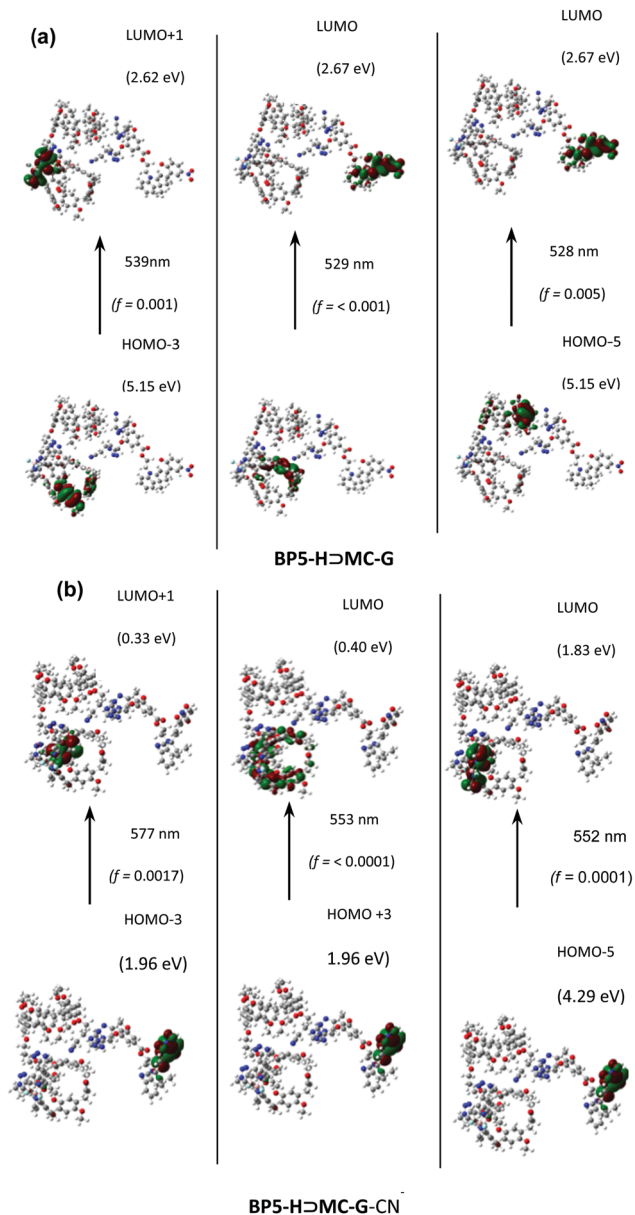 (a)
LUMO+1
(2.62 eV)
539nm
(f = 0.001)
HOMO-3
(5.15 eV)
LUMO
(2.67 eV)
529 nm
(f = < 0.001)
LUMO
(2.67 eV)
528 nm
(f = 0.005)
HOMO-5
(5.15 eV)
BP5-H⊃MC-G
(b)
LUMO+1
(0.33 eV)
577 nm
(f = 0.0017)
HOMO-3
(1.96 eV)
LUMO
(0.40 eV)
553 nm
(f = < 0.0001)
HOMO +3
1.96 eV)
LUMO
(1.83 eV)
552 nm
(f = 0.0001)
HOMO-5
(4.29 eV)
BP5-H⊃MC-G-CN⁻